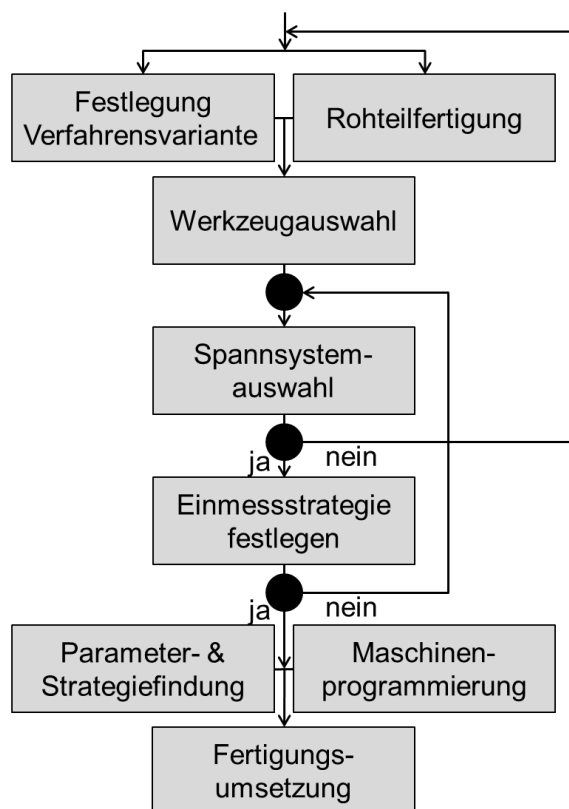 Festlegung
Verfahrensvariante
Rohteilfertigung
Werkzeugauswahl
Spannsystem-
auswahl
ja
nein
Einmessstrategie
festlegen
ja
nein
Parameter- &
Strategiefindung
Maschinen-
programmierung
Fertigungs-
umsetzung